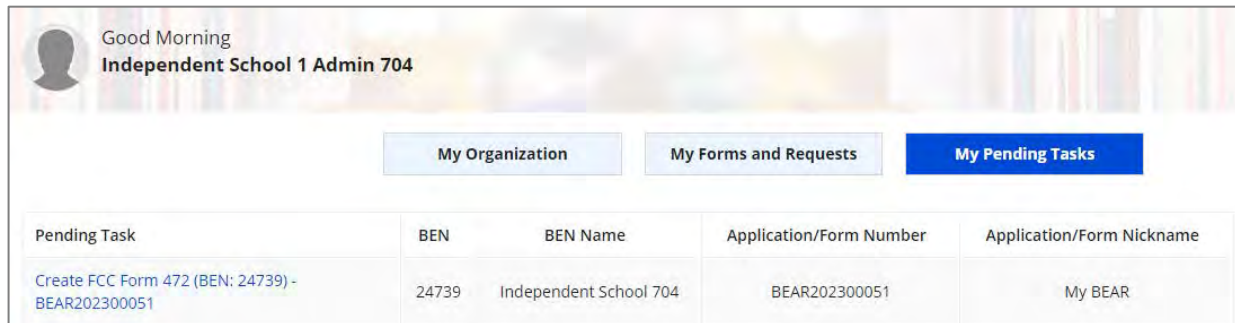 Good Morning
Independent School 1 Admin 704
My Organization My Forms and Requests My Pending Tasks
Pending Task BEN BEN Name Application/Form Number Application/Form Nickname
Create FCC Form 472 (BEN: 24739) -
BEAR202300051 24739 Independent School 704 BEAR202300051 My BEAR